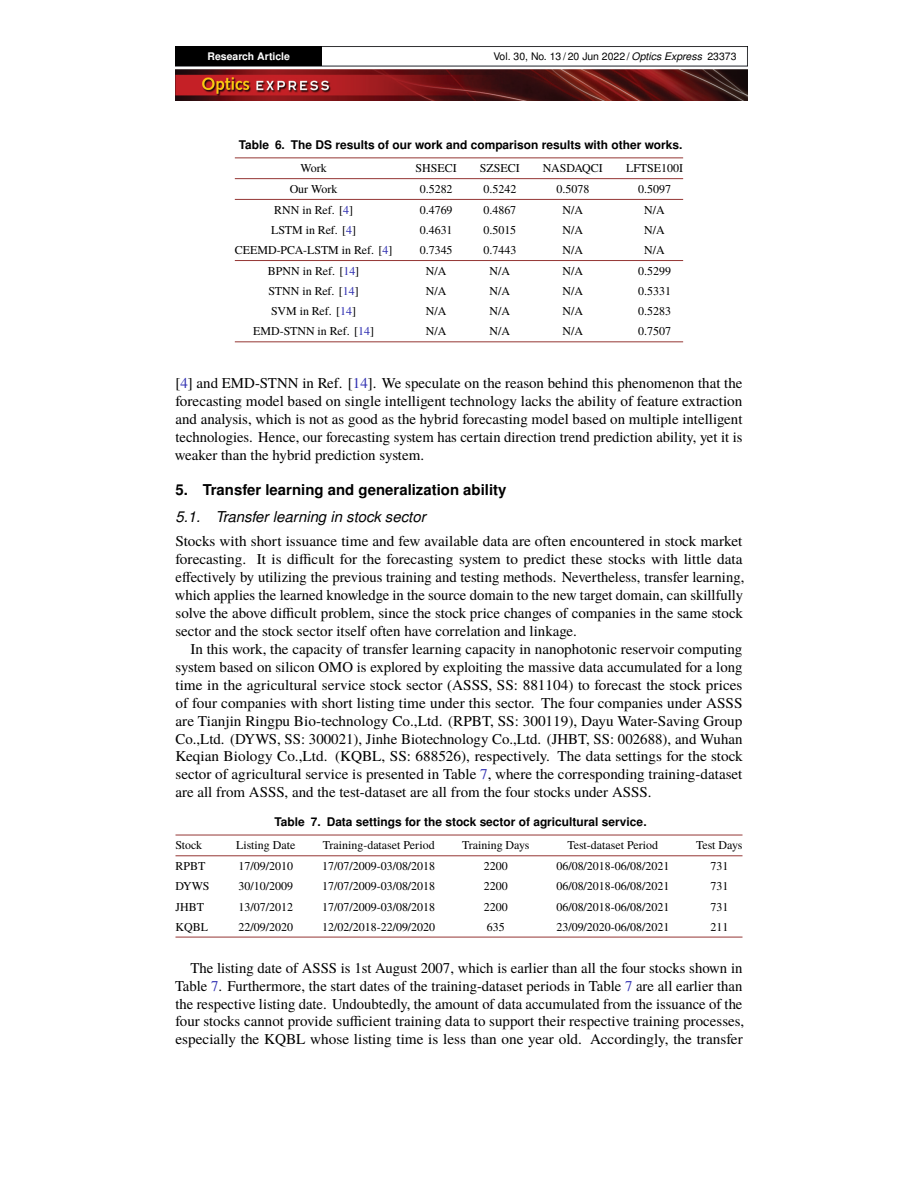 Research Article
Vol. 30, No. 13 / 20 Jun 2022 / Optics Express 23373
Optics EXPRESS
Table 6. The DS results of our work and comparison results with other works.
Work SHSECI SZSECI NASDAQCI LFTSE100I
Our Work 0.5282 0.5242 0.5078 0.5097
RNN in Ref. [4] 0.4769 0.4867 N/A N/A
LSTM in Ref. [4] 0.4631 0.5015 N/A N/A
CEEMD-PCA-LSTM in Ref. [4] 0.7345 0.7443 N/A N/A
BPNN in Ref. [14] N/A N/A N/A 0.5299
STNN in Ref. [14] N/A N/A N/A 0.5331
SVM in Ref. [14] N/A N/A N/A 0.5283
EMD-STNN in Ref. [14] N/A N/A N/A 0.7507
[4] and EMD-STNN in Ref. [14]. We speculate on the reason behind this phenomenon that the
forecasting model based on single intelligent technology lacks the ability of feature extraction
and analysis, which is not as good as the hybrid forecasting model based on multiple intelligent
technologies. Hence, our forecasting system has certain direction trend prediction ability, yet it is
weaker than the hybrid prediction system.
5. Transfer learning and generalization ability
5.1. Transfer learning in stock sector
Stocks with short issuance time and few available data are often encountered in stock market
forecasting. It is difficult for the forecasting system to predict these stocks with little data
effectively by utilizing the previous training and testing methods. Nevertheless, transfer learning,
which applies the learned knowledge in the source domain to the new target domain, can skillfully
solve the above difficult problem, since the stock price changes of companies in the same stock
sector and the stock sector itself often have correlation and linkage.
In this work, the capacity of transfer learning capacity in nanophotonic reservoir computing
system based on silicon OMO is explored by exploiting the massive data accumulated for a long
time in the agricultural service stock sector (ASSS, SS: 881104) to forecast the stock prices
of four companies with short listing time under this sector. The four companies under ASSS
are Tianjin Ringpu Bio-technology Co.,Ltd. (RPBT, SS: 300119), Dayu Water-Saving Group
Co.,Ltd. (DYWS, SS: 300021), Jinhe Biotechnology Co.,Ltd. (JHBT, SS: 002688), and Wuhan
Keqian Biology Co.,Ltd. (KQBL, SS: 688526), respectively. The data settings for the stock
sector of agricultural service is presented in Table 7, where the corresponding training-dataset
are all from ASSS, and the test-dataset are all from the four stocks under ASSS.
Table 7. Data settings for the stock sector of agricultural service.
Stock Listing Date Training-dataset Period Training Days Test-dataset Period Test Days
RPBT 17/09/2010 17/07/2009-03/08/2018 2200 06/08/2018-06/08/2021 731
DYWS 30/10/2009 17/07/2009-03/08/2018 2200 06/08/2018-06/08/2021 731
JHBT 13/07/2012 17/07/2009-03/08/2018 2200 06/08/2018-06/08/2021 731
KQBL 22/09/2020 12/02/2018-22/09/2020 635 23/09/2020-06/08/2021 211
The listing date of ASSS is 1st August 2007, which is earlier than all the four stocks shown in
Table 7. Furthermore, the start dates of the training-dataset periods in Table 7 are all earlier than
the respective listing date. Undoubtedly, the amount of data accumulated from the issuance of the
four stocks cannot provide sufficient training data to support their respective training processes,
especially the KQBL whose listing time is less than one year old. Accordingly, the transfer